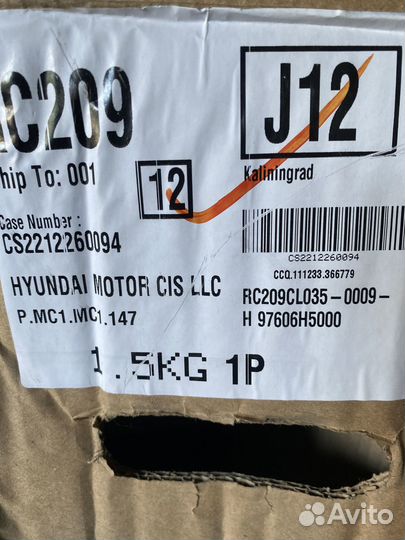 C209
J12
hip To: 001
12
Kaliningrad
Case Number :
CS2212260094
CS2212260094
CCQ.111233.366779
HYUNDAI MOTOR CIS LLC
RC209CL035-0009-
P.MC1.MC1.147
H 97606H5000
1.5KG 1P
Avito